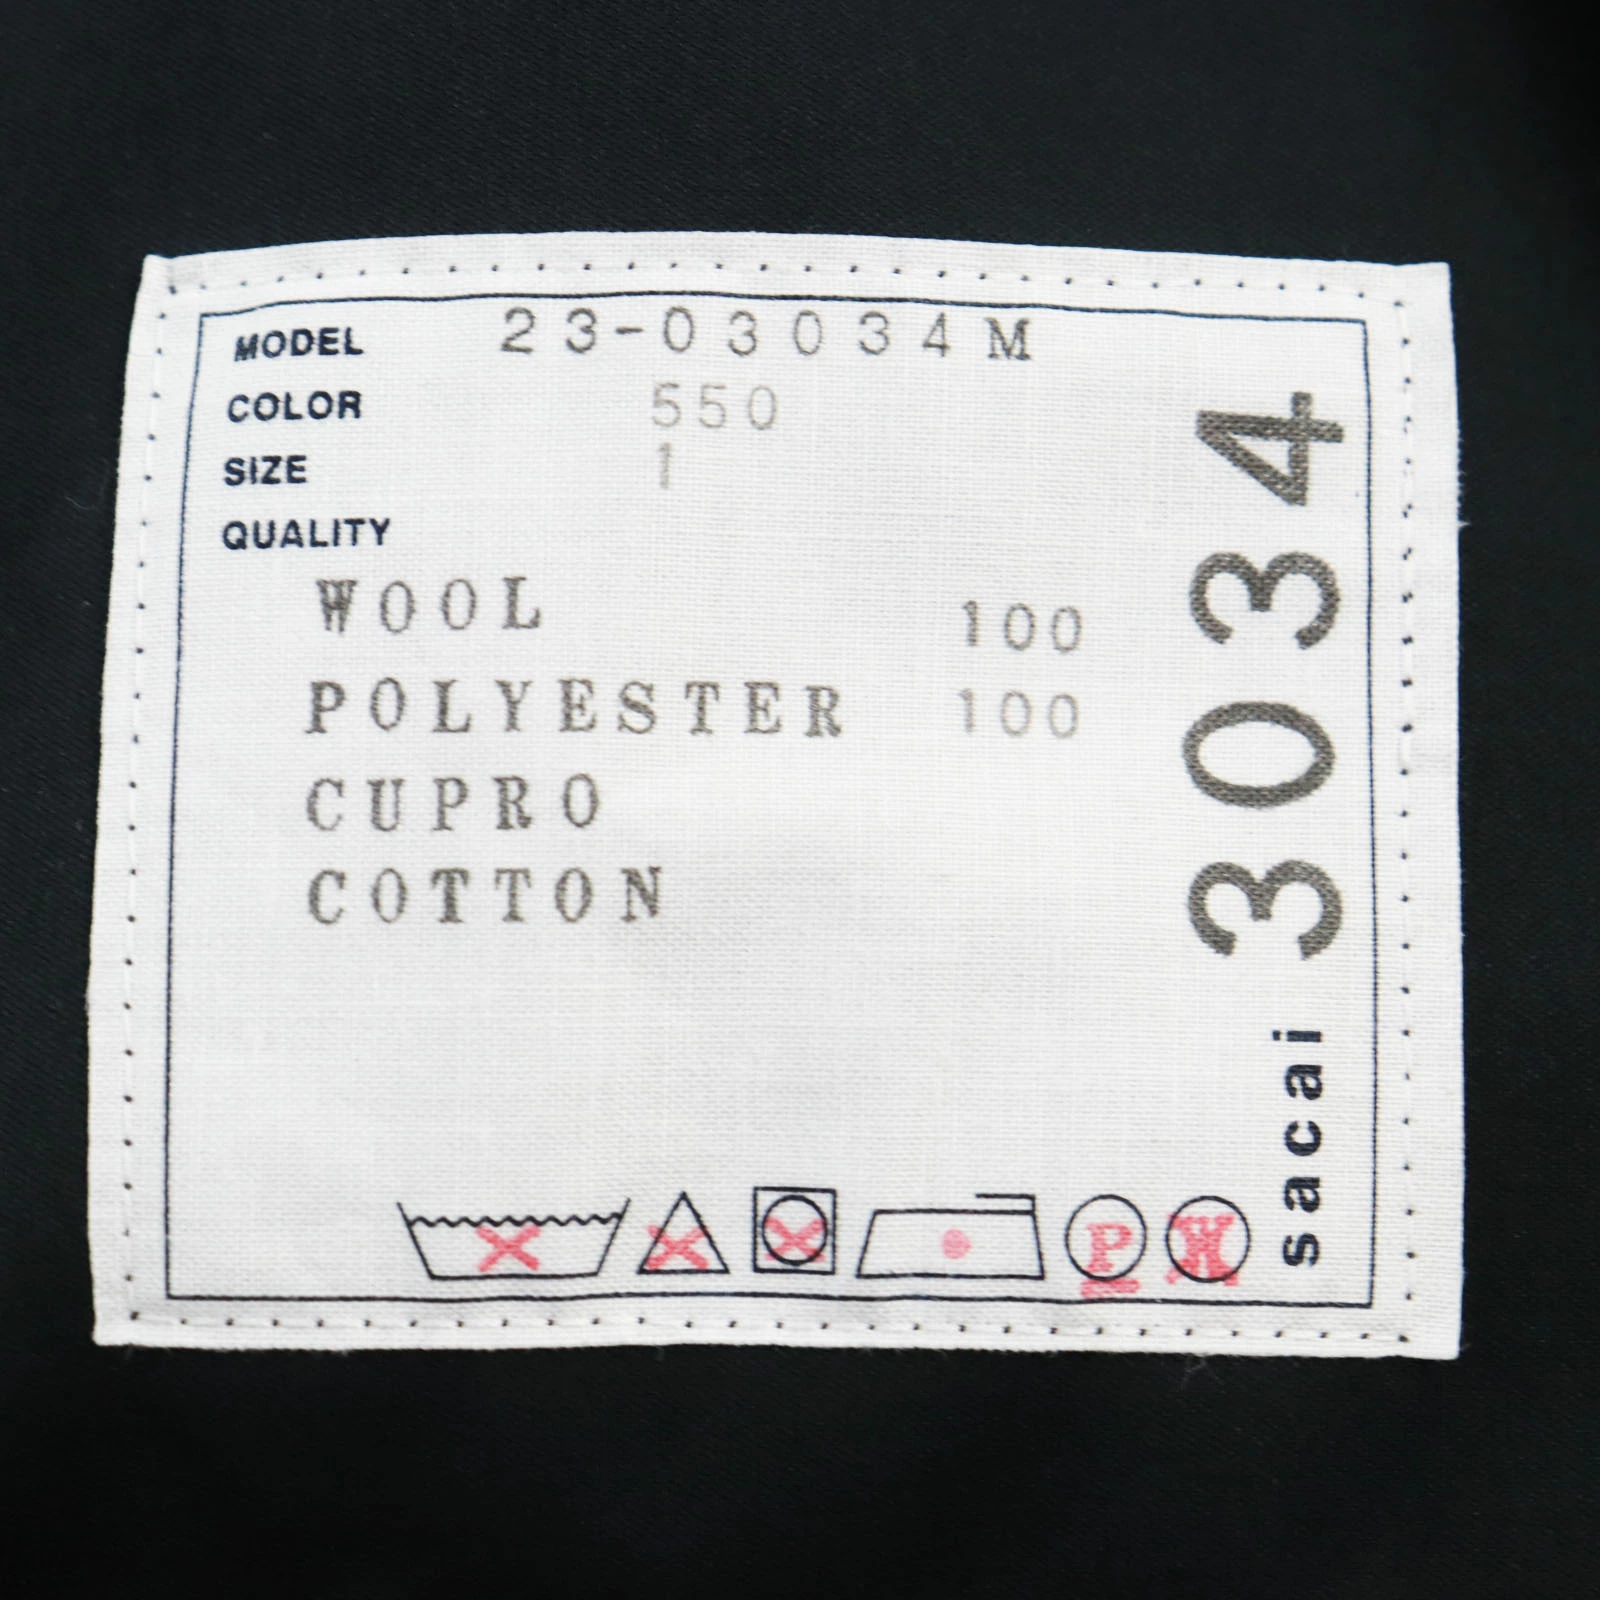 MODEL 23-03034M
COLOR 550
SIZE 1
QUALITY
WOOL 100
POLYESTER 100
CUPRO
COTTON
P W
sacai 3034